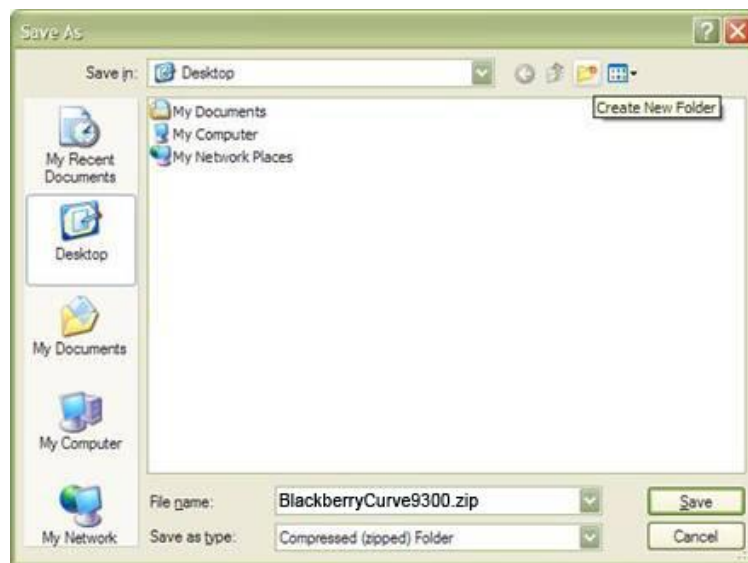 Save As
Save in:
Desktop
Create New Folder
My Recent
Documents
Desktop
My Documents
My Computer
My Network
My Documents
My Computer
My Network Places
File name:
BlackberryCurve9300.zip
Save
Save as type:
Compressed (zipped) Folder
Cancel